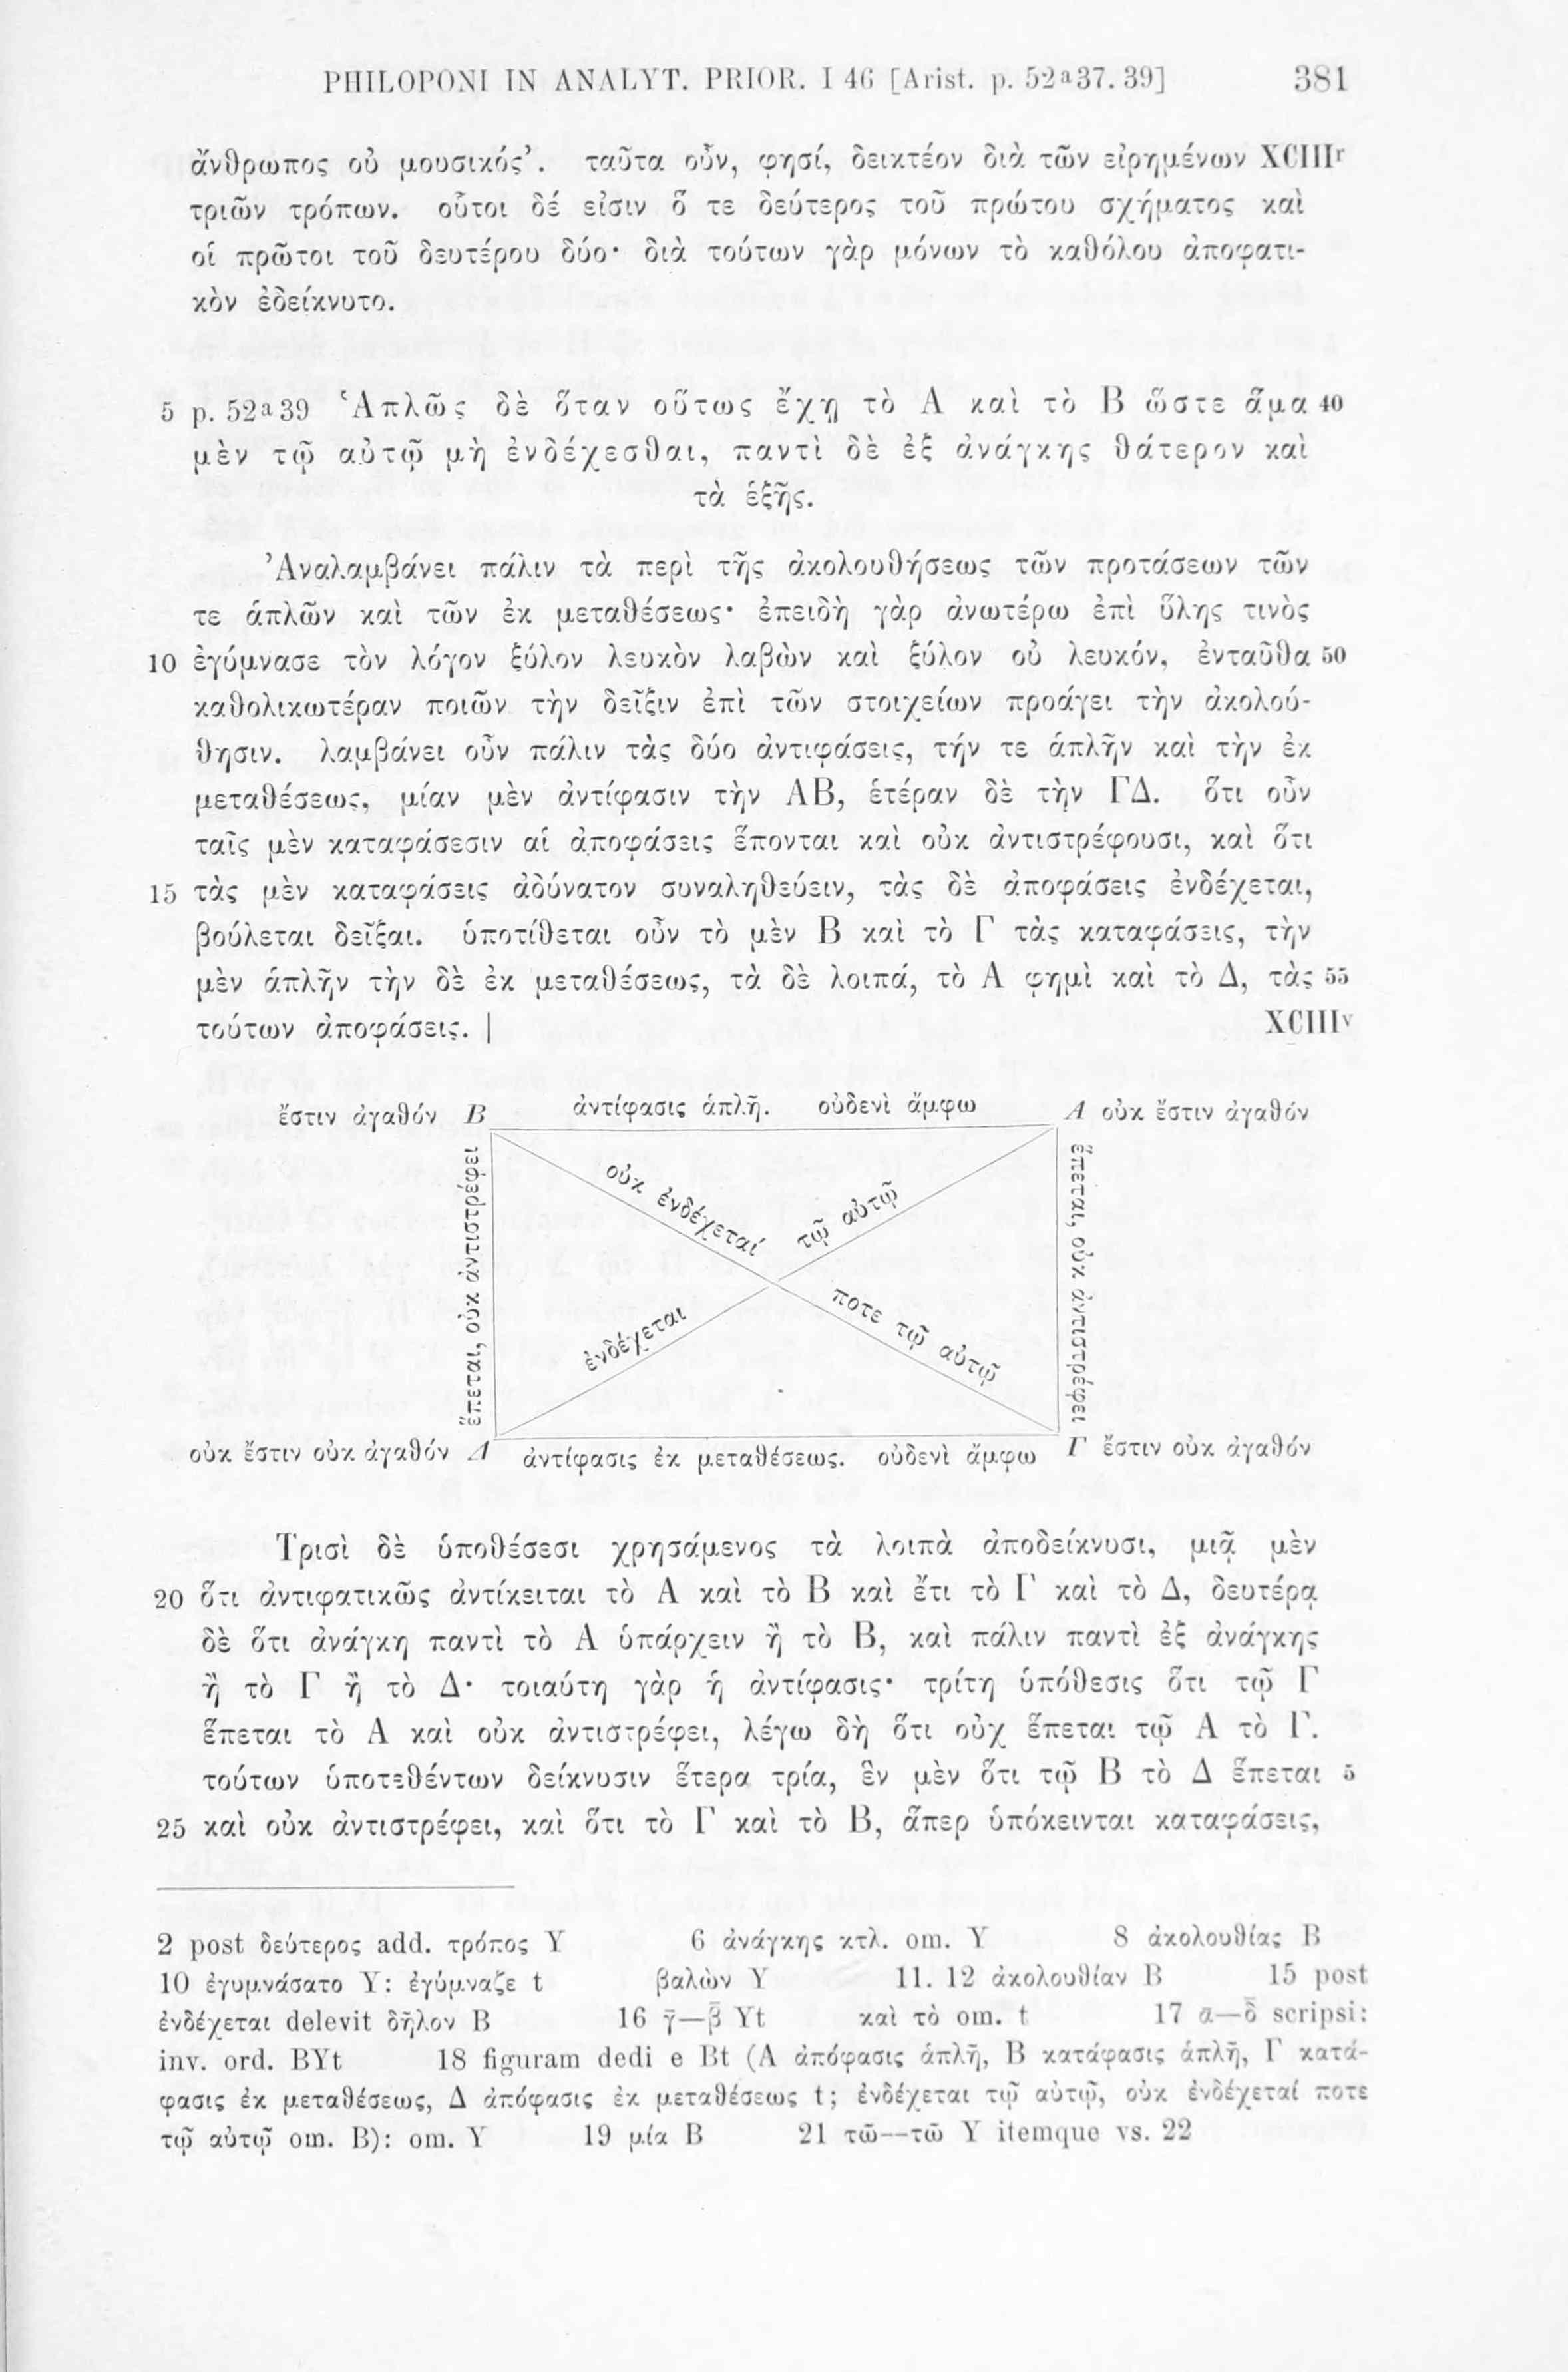 PHILOPONI IN ANALYT. PRIOR. I 46 [Arist. p. 52a37. 39] 381
ἄνθρωπος οὐ μουσικός’. ταῦτα οὖν, φησί, δεικτέον διὰ τῶν εἰρημένων XCIIIr
τριῶν τρόπων. οὗτοι δέ εἰσιν ὅ τε δεύτερος τοῦ πρώτου σχήματος καὶ
οἱ πρῶτοι τοῦ δευτέρου δύο· διὰ τούτων γὰρ μόνων τὸ καθόλου ἀποφατι-
κὸν ἐδείκνυτο.
5 p. 52a39 Ἁπλῶς δὲ ὅταν οὕτως ἔχῃ τὸ Α καὶ τὸ Β ὥστε ἅμα 40
μὲν τῷ αὐτῷ μὴ ἐνδέχεσθαι, παντὶ δὲ ἐξ ἀνάγκης θάτερον καὶ
τὰ ἑξῆς.
Ἀναλαμβάνει πάλιν τὰ περὶ τῆς ἀκολουθήσεως τῶν προτάσεων τῶν
τε ἁπλῶν καὶ τῶν ἐκ μεταθέσεως· ἐπειδὴ γὰρ ἀνωτέρω ἐπὶ ὕλης τινὸς
10 ἐγύμνασε τὸν λόγον ξύλον λευκὸν λαβὼν καὶ ξύλον οὐ λευκόν, ἐνταῦθα 50
καθολικωτέραν ποιῶν τὴν δεῖξιν ἐπὶ τῶν στοιχείων προάγει τὴν ἀκολού-
θησιν. λαμβάνει οὖν πάλιν τὰς δύο ἀντιφάσεις, τήν τε ἁπλῆν καὶ τὴν ἐκ
μεταθέσεως, μίαν μὲν ἀντίφασιν τὴν ΑΒ, ἑτέραν δὲ τὴν ΓΔ. ὅτι οὖν
ταῖς μὲν καταφάσεσιν αἱ ἀποφάσεις ἕπονται καὶ οὐκ ἀντιστρέφουσι, καὶ ὅτι
15 τὰς μὲν καταφάσεις ἀδύνατον συναληθεύειν, τὰς δὲ ἀποφάσεις ἐνδέχεται,
βούλεται δεῖξαι. ὑποτίθεται οὖν τὸ μὲν Β καὶ τὸ Γ τὰς καταφάσεις, τὴν
μὲν ἁπλῆν τὴν δὲ ἐκ μεταθέσεως, τὰ δὲ λοιπά, τὸ Α φημὶ καὶ τὸ Δ, τὰς 55
τούτων ἀποφάσεις. | XCIIIv
ἔστιν ἀγαθόν B ἀντίφασις ἁπλῆ. οὐδενὶ ἄμφω A οὐκ ἔστιν ἀγαθόν
ἕπεται, οὐκ ἀντιστρέφει
οὐκ ἐνδέχεταί
ποτε τῷ αὐτῷ
ἐνδέχεται
τῷ αὐτῷ
ἕπεται, οὐκ ἀντιστρέφει
οὐκ ἔστιν οὐκ ἀγαθόν Δ ἀντίφασις ἐκ μεταθέσεως. οὐδενὶ ἄμφω Γ ἔστιν οὐκ ἀγαθόν
Τρισὶ δὲ ὑποθέσεσι χρησάμενος τὰ λοιπὰ ἀποδείκνυσι, μιᾷ μὲν
20 ὅτι ἀντιφατικῶς ἀντίκειται τὸ Α καὶ τὸ Β καὶ ἔτι τὸ Γ καὶ τὸ Δ, δευτέρᾳ
δὲ ὅτι ἀνάγκη παντὶ τὸ Α ὑπάρχειν ἢ τὸ Β, καὶ πάλιν παντὶ ἐξ ἀνάγκης
ἢ τὸ Γ ἢ τὸ Δ· τοιαύτη γὰρ ἡ ἀντίφασις· τρίτη ὑπόθεσις ὅτι τῷ Γ
ἕπεται τὸ Α καὶ οὐκ ἀντιστρέφει, λέγω δὴ ὅτι οὐχ ἕπεται τῷ Α τὸ Γ.
τούτων ὑποτεθέντων δείκνυσιν ἕτερα τρία, ἓν μὲν ὅτι τῷ Β τὸ Δ ἕπεται 5
25 καὶ οὐκ ἀντιστρέφει, καὶ ὅτι τὸ Γ καὶ τὸ Β, ἅπερ ὑπόκεινται καταφάσεις,
2 post δεύτερος add. τρόπος Y 6 ἀνάγκης κτλ. om. Y 8 ἀκολουθίας B
10 ἐγυμνάσατο Y: ἐγύμναζε t βαλὼν Y 11. 12 ἀκολουθίαν B 15 post
ἐνδέχεται delevit δῆλον B 16 γ̄—β̄ Yt καὶ τὸ om. t 17 ᾱ—δ̄ scripsi:
inv. ord. BYt 18 figuram dedi e Bt (A ἀπόφασις ἁπλῆ, B κατάφασις ἁπλῆ, Γ κατά-
φασις ἐκ μεταθέσεως, Δ ἀπόφασις ἐκ μεταθέσεως t; ἐνδέχεται τῷ αὐτῷ, οὐκ ἐνδέχεταί ποτε
τῷ αὐτῷ om. B): om. Y 19 μία B 21 τῶ—τῶ Y itemque vs. 22